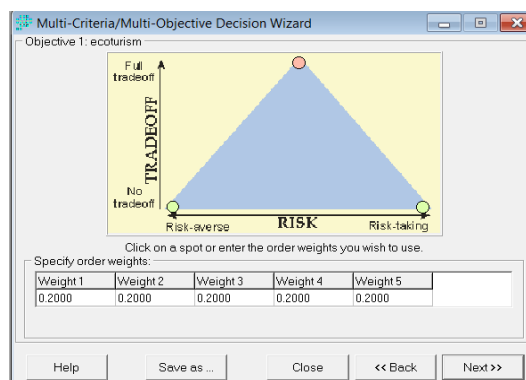 Multi-Criteria/Multi-Objective Decision Wizard
Objective 1: ecoturism
Full tradeoff
TRADEOFF
No tradeoff
Risk-averse RISK Risk-taking
Click on a spot or enter the order weights you wish to use.
Specify order weights:
Weight 1 Weight 2 Weight 3 Weight 4 Weight 5
0.2000 0.2000 0.2000 0.2000 0.2000
Help Save as ... Close << Back Next >>